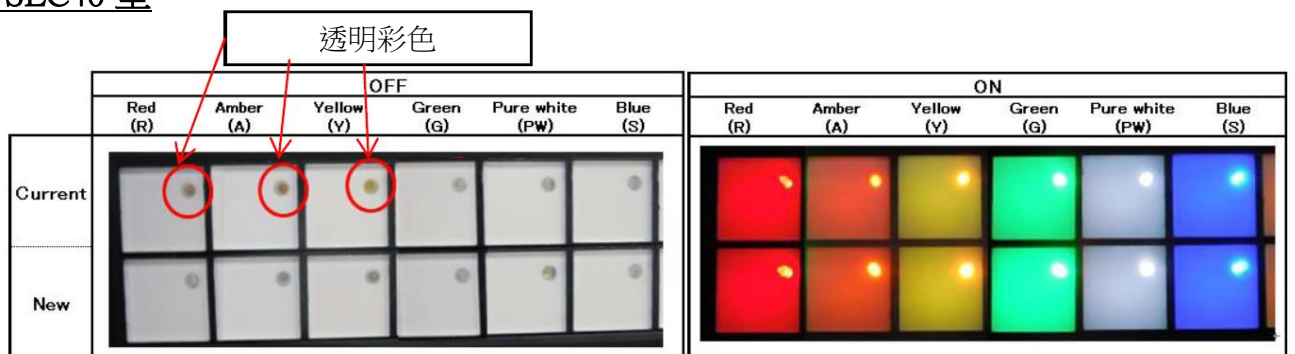 透明彩色
OFF
ON
Red Amber Yellow Green Pure white Blue
(R) (A) (Y) (G) (PW) (S)
Red Amber Yellow Green Pure white Blue
(R) (A) (Y) (G) (PW) (S)
Current
New